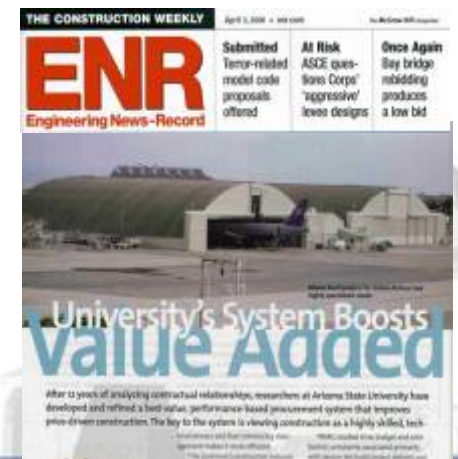 THE CONSTRUCTION WEEKLY
ENR
Engineering News-Record
Submitted
Terror-related
model code
proposals
offered
At Risk
ASCE ques-
tions Corps'
'aggressive'
levee designs
Once Again
Bay bridge
rebidding
produces
a low bid
University's System Boosts
Value Added
After 12 years of analyzing contractual relationships, researchers at Arizona State University have
developed and refined a best-value, performance-based procurement system that improves
price-driven construction. The key to the system is viewing construction as a highly skilled, tech-